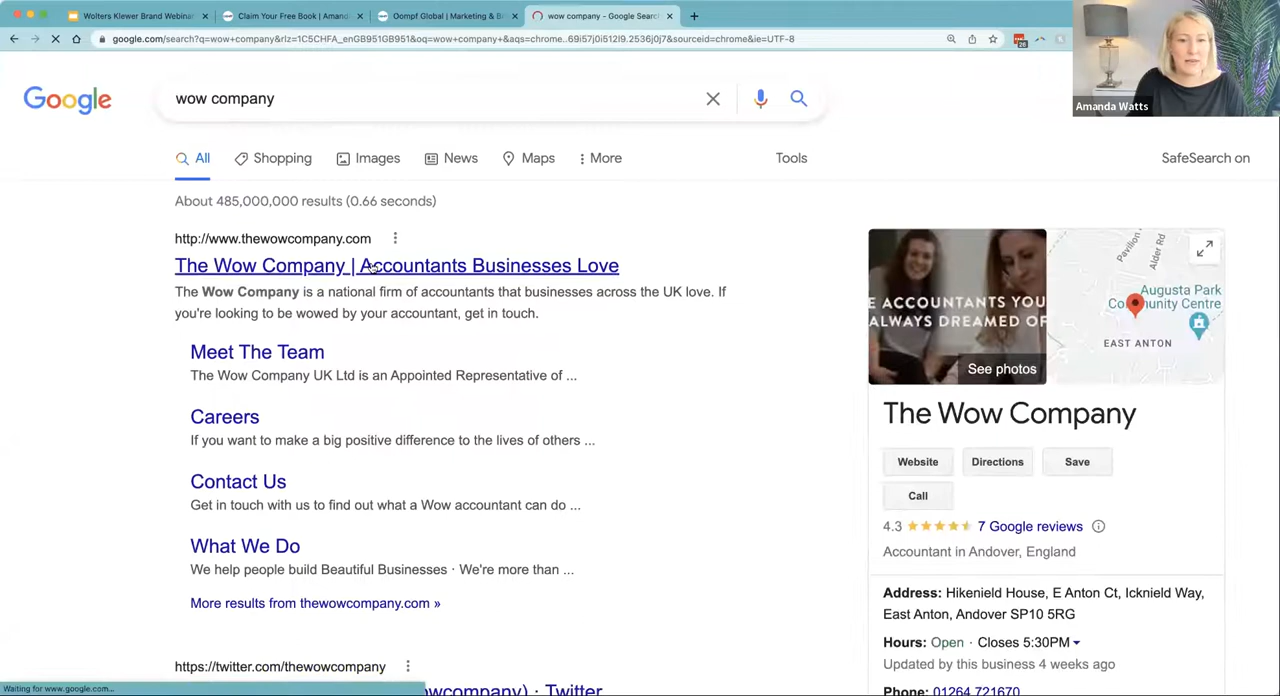 Wolters Klewer Brand Webinar
Claim Your Free Book | Amand
Oompf Global | Marketing & B
wow company - Google Search
google.com/search?q=wow+company&rlz=1C5CHFA_enGB951GB951&oq=wow+company+&aqs=chrome..69i57j0i512l9.2536j0j7&sourceid=chrome&ie=UTF-8
Amanda Watts
Google
wow company
All
Shopping
Images
News
Maps
More
Tools
SafeSearch on
About 485,000,000 results (0.66 seconds)
http://www.thewowcompany.com
The Wow Company | Accountants Businesses Love
The Wow Company is a national firm of accountants that businesses across the UK love. If
you're looking to be wowed by your accountant, get in touch.
Meet The Team
The Wow Company UK Ltd is an Appointed Representative of ...
Careers
If you want to make a big positive difference to the lives of others ...
Contact Us
Get in touch with us to find out what a Wow accountant can do ...
What We Do
We help people build Beautiful Businesses · We're more than ...
More results from thewowcompany.com »
https://twitter.com/thewowcompany
wcompany) · Twitter
E ACCOUNTANTS YOU
ALWAYS DREAMED OF
See photos
Pavilion
Alder Rd
Augusta Park
Community Centre
EAST ANTON
The Wow Company
Website
Directions
Save
Call
4.3
7 Google reviews
Accountant in Andover, England
Address: Hikenield House, E Anton Ct, Icknield Way,
East Anton, Andover SP10 5RG
Hours: Open · Closes 5:30PM
Updated by this business 4 weeks ago
Phone: 01264 721670
Waiting for www.google.com...